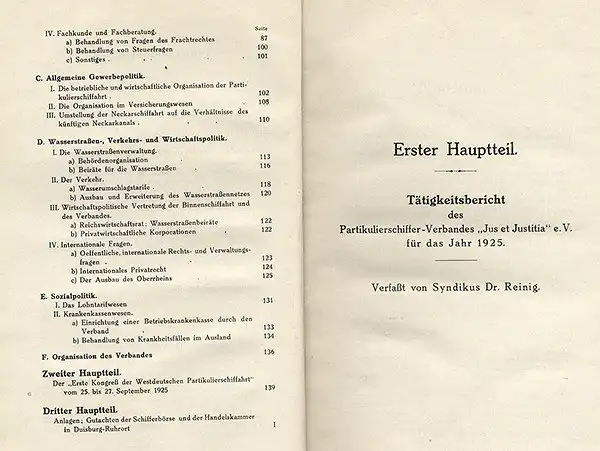 Seite
IV. Fachkunde und Fachberatung.
a) Behandlung von Fragen des Frachtrechtes 87
b) Behandlung von Steuerfragen 100
c) Sonstiges . . . . 101
C. Allgemeine Gewerbepolitik.
I. Die betriebliche und wirtschaftliche Organisation der Parti-
kulierschiffahrt . 102
II. Die Organisation im Versicherungswesen 108
III. Umstellung der Neckarschiffahrt auf die Verhältnisse des
künftigen Neckarkanals . 110
D. Wasserstraßen-, Verkehrs- und Wirtschaftspolitik.
I. Die Wasserstraßenverwaltung.
a) Behördenorganisation . 113
b) Beiräte für die Wasserstraßen 116
II. Der Verkehr.
a) Wasserumschlagstarife . 118
b) Ausbau und Erweiterung des Wasserstraßennetzes 120
III. Wirtschaftspolitische Vertretung der Binnenschiffahrt und
des Verbandes.
a) Reichswirtschaftsrat; Wasserstraßenbeiräte 122
b) Privatwirtschaftliche Korporationen . 122
IV. Internationale Fragen.
a) Oeffentliche, internationale Rechts- und Verwaltungs-
fragen . 123
b) Internationales Privatrecht 124
c) Der Ausbau des Oberrheins . 125
E. Sozialpolitik.
I. Das Lohntarifwesen 131
II. Krankenkassenwesen.
a) Einrichtung einer Betriebskrankenkasse durch den
Verband . 133
b) Behandlung von Krankheitsfällen im Ausland 134
F. Organisation des Verbandes 136
Zweiter Hauptteil.
Der „Erste Kongreß der Westdeutschen Partikulierschiffahrt"
vom 25. bis 27. September 1925 139
Dritter Hauptteil.
Anlagen; Gutachten der Schifferbörse und der Handelskammer
in Duisburg-Ruhrort I
Erster Hauptteil.
Tätigkeitsbericht
des
Partikulierschiffer-Verbandes „Jus et Justitia" e.V.
für das Jahr 1925.
Verfaßt von Syndikus Dr. Reinig.